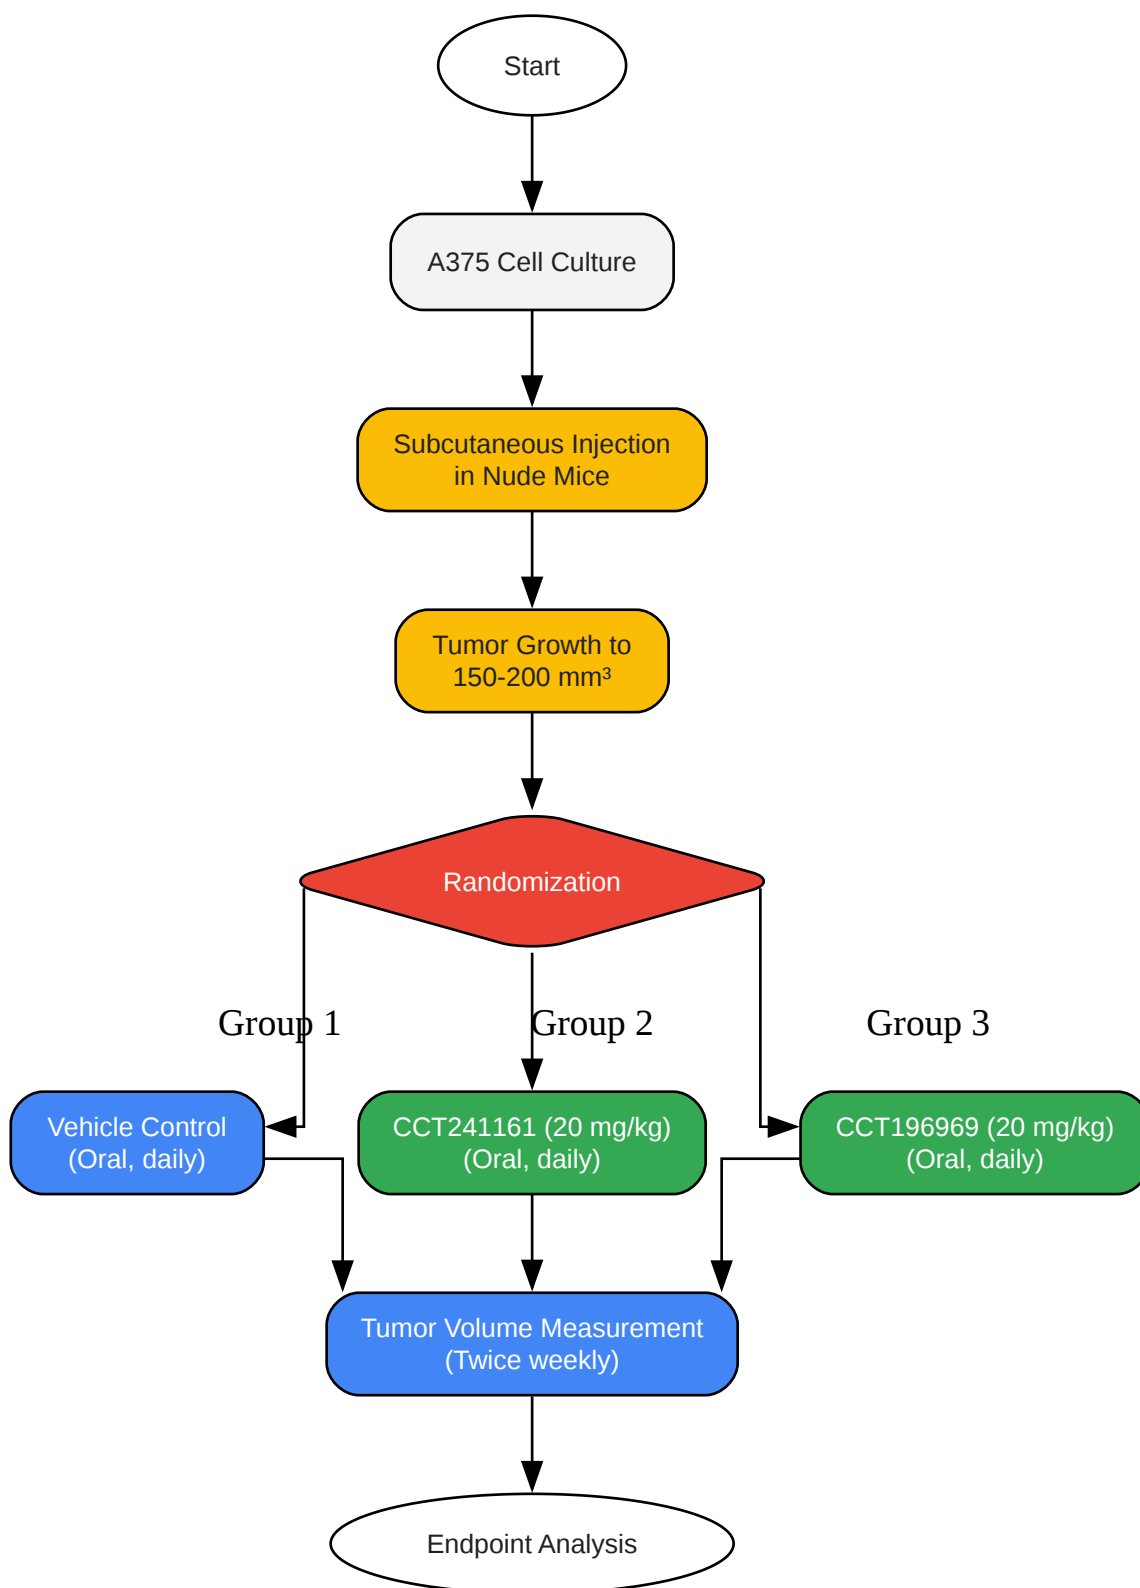 Start
A375 Cell Culture
Subcutaneous Injection
in Nude Mice
Tumor Growth to
150-200 mm³
Randomization
Group 1
Group 2
Group 3
Vehicle Control
(Oral, daily)
CCT241161 (20 mg/kg)
(Oral, daily)
CCT196969 (20 mg/kg)
(Oral, daily)
Tumor Volume Measurement
(Twice weekly)
Endpoint Analysis